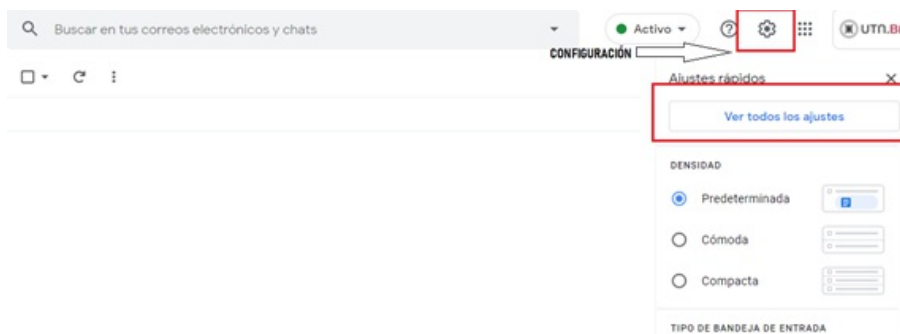 Buscar en tus correos electrónicos y chats
Activo
UTN.B
CONFIGURACIÓN
Ajustes rápidos
Ver todos los ajustes
DENSIDAD
Predeterminada
Cómoda
Compacta
TIPO DE BANDEJA DE ENTRADA